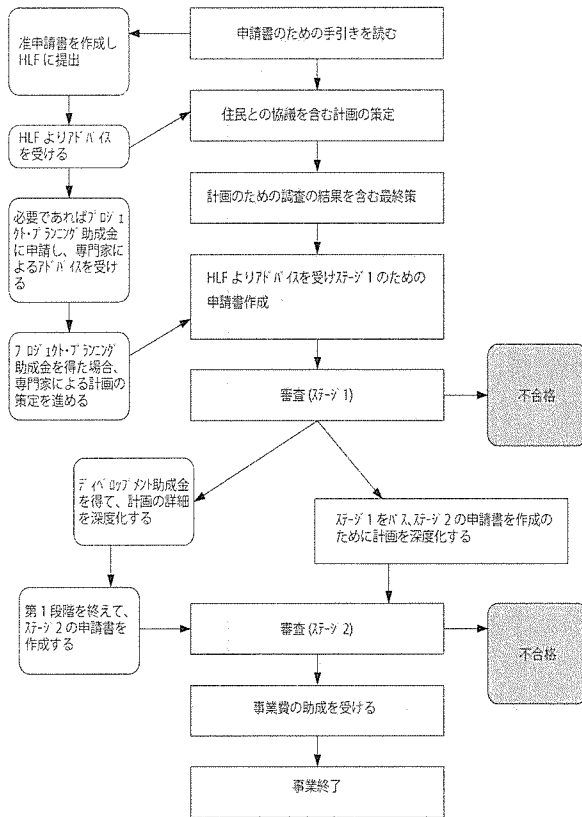 申請書のための手引きを読む
准申請書を作成し
HLFに提出
住民との協議を含む計画の策定
HLFよりアドバイス
を受ける
計画のための調査の結果を含む最終策
必要であればプロジェ
クト・プランニング助成金
に申請し、専門家に
よるアドバイスを受け
る
HLFよりアドバイスを受けステージ1のための
申請書作成
プロジェクト・プランニング
助成金を得た場合、
専門家による計画の
策定を進める
審査(ステージ1)
不合格
ディベロップメント助成金
を得て、計画の詳細
を深度化する
ステージ1をパス、ステージ2の申請書を作成の
ために計画を深度化する
第1段階を終えて、
ステージ2の申請書を
作成する
審査(ステージ2)
不合格
事業費の助成を受ける
事業終了